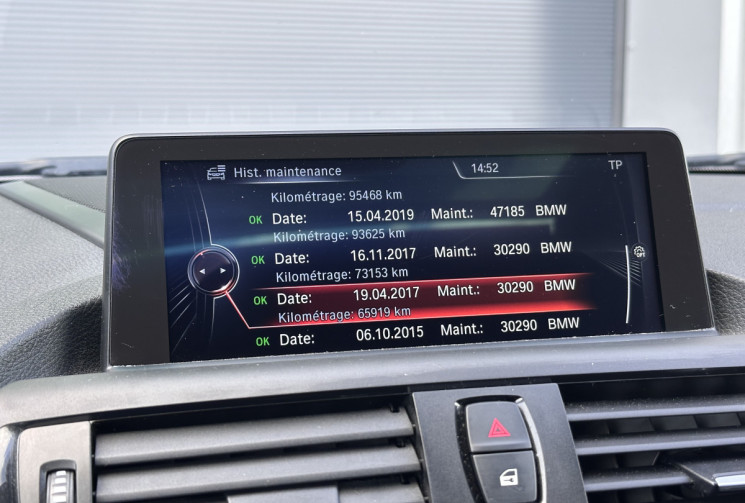 Hist. maintenance 14:52 TP
Kilométrage: 95468 km
OK Date: 15.04.2019 Maint.: 47185 BMW
Kilométrage: 93625 km
OK Date: 16.11.2017 Maint.: 30290 BMW
Kilométrage: 73153 km
OK Date: 19.04.2017 Maint.: 30290 BMW
Kilométrage: 65919 km
OK Date: 06.10.2015 Maint.: 30290 BMW